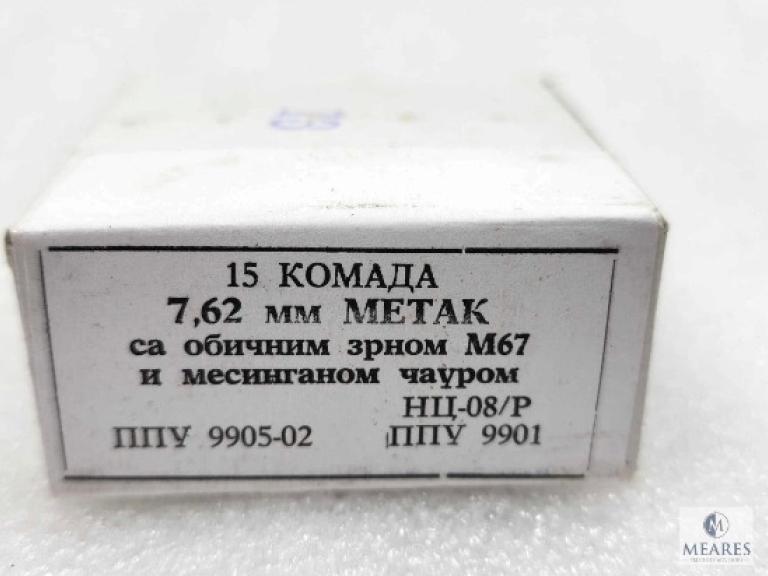 15 КОМАДА
7,62 мм МЕТАК
са обичним зрном М67
и месинганом чауром
НЦ-08/Р
ППУ 9905-02 ППУ 9901
M
MEARES